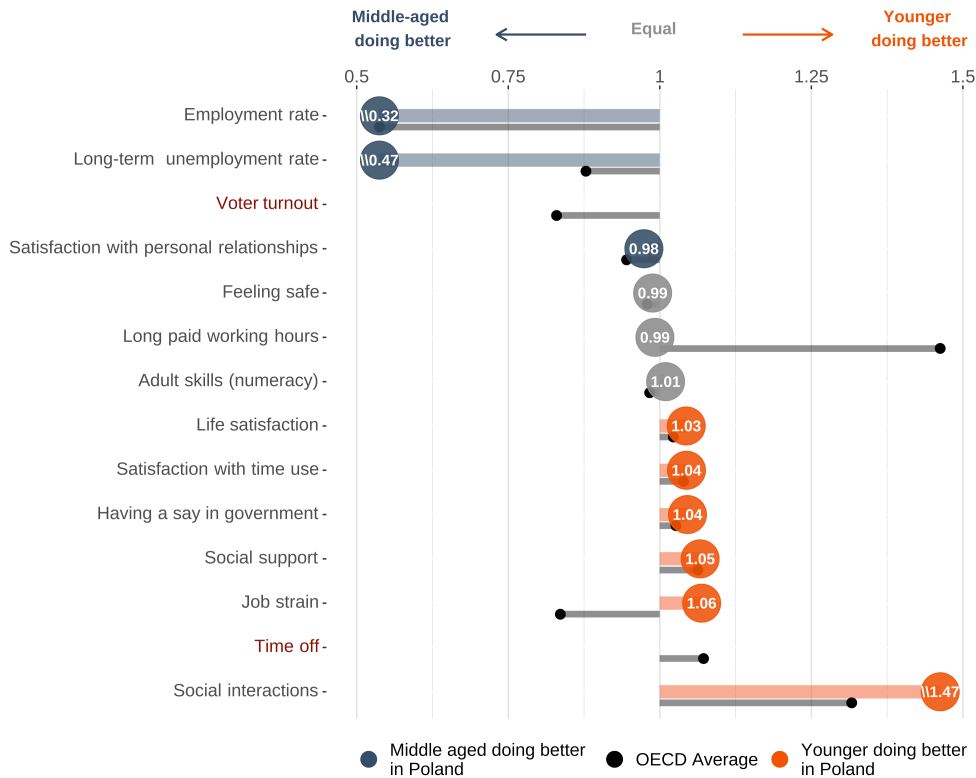 Middle-aged
doing better
Equal
Younger
doing better
0.5 0.75 1 1.25 1.5
Employment rate \\0.32
Long-term unemployment rate \\0.47
Voter turnout
Satisfaction with personal relationships 0.98
Feeling safe 0.99
Long paid working hours 0.99
Adult skills (numeracy) 1.01
Life satisfaction 1.03
Satisfaction with time use 1.04
Having a say in government 1.04
Social support 1.05
Job strain 1.06
Time off
Social interactions \\1.47
Middle aged doing better
in Poland
OECD Average
Younger doing better
in Poland